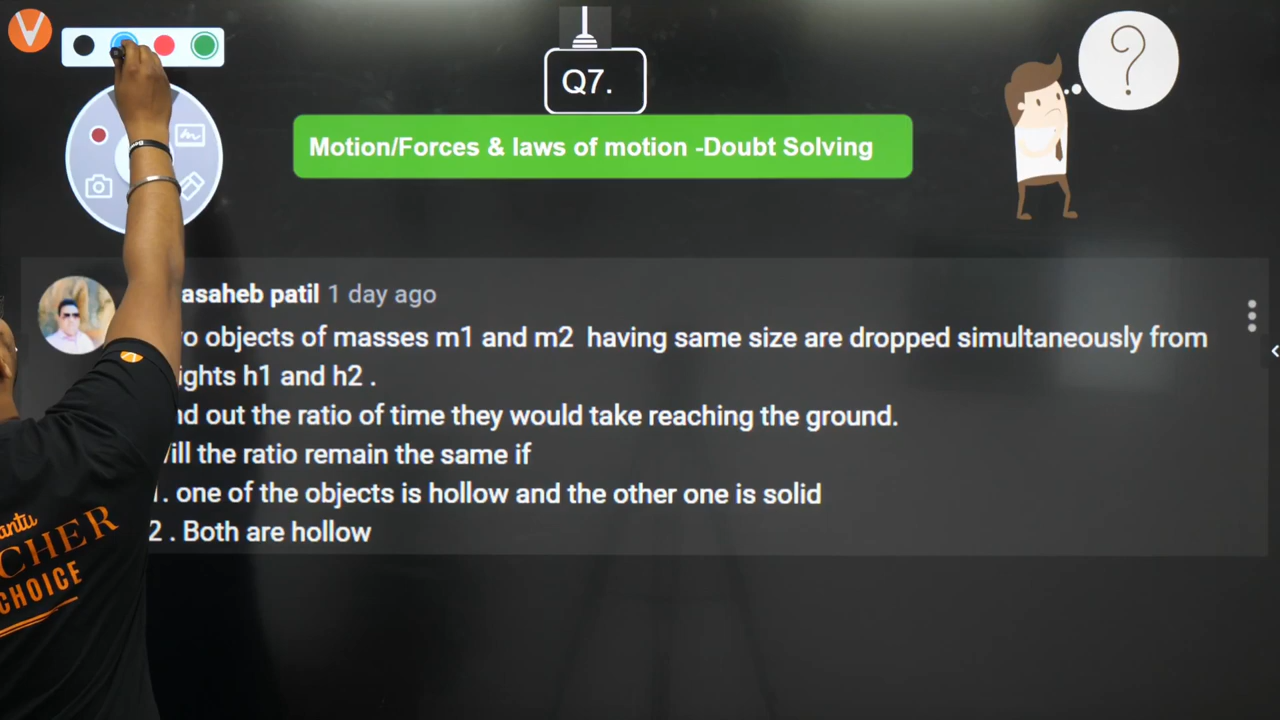 Q7.
Motion/Forces & laws of motion -Doubt Solving
?
asaheb patil 1 day ago
o objects of masses m1 and m2 having same size are dropped simultaneously from
ights h1 and h2 .
nd out the ratio of time they would take reaching the ground.
ill the ratio remain the same if
1. one of the objects is hollow and the other one is solid
2 . Both are hollow
antu
CHER
CHOICE